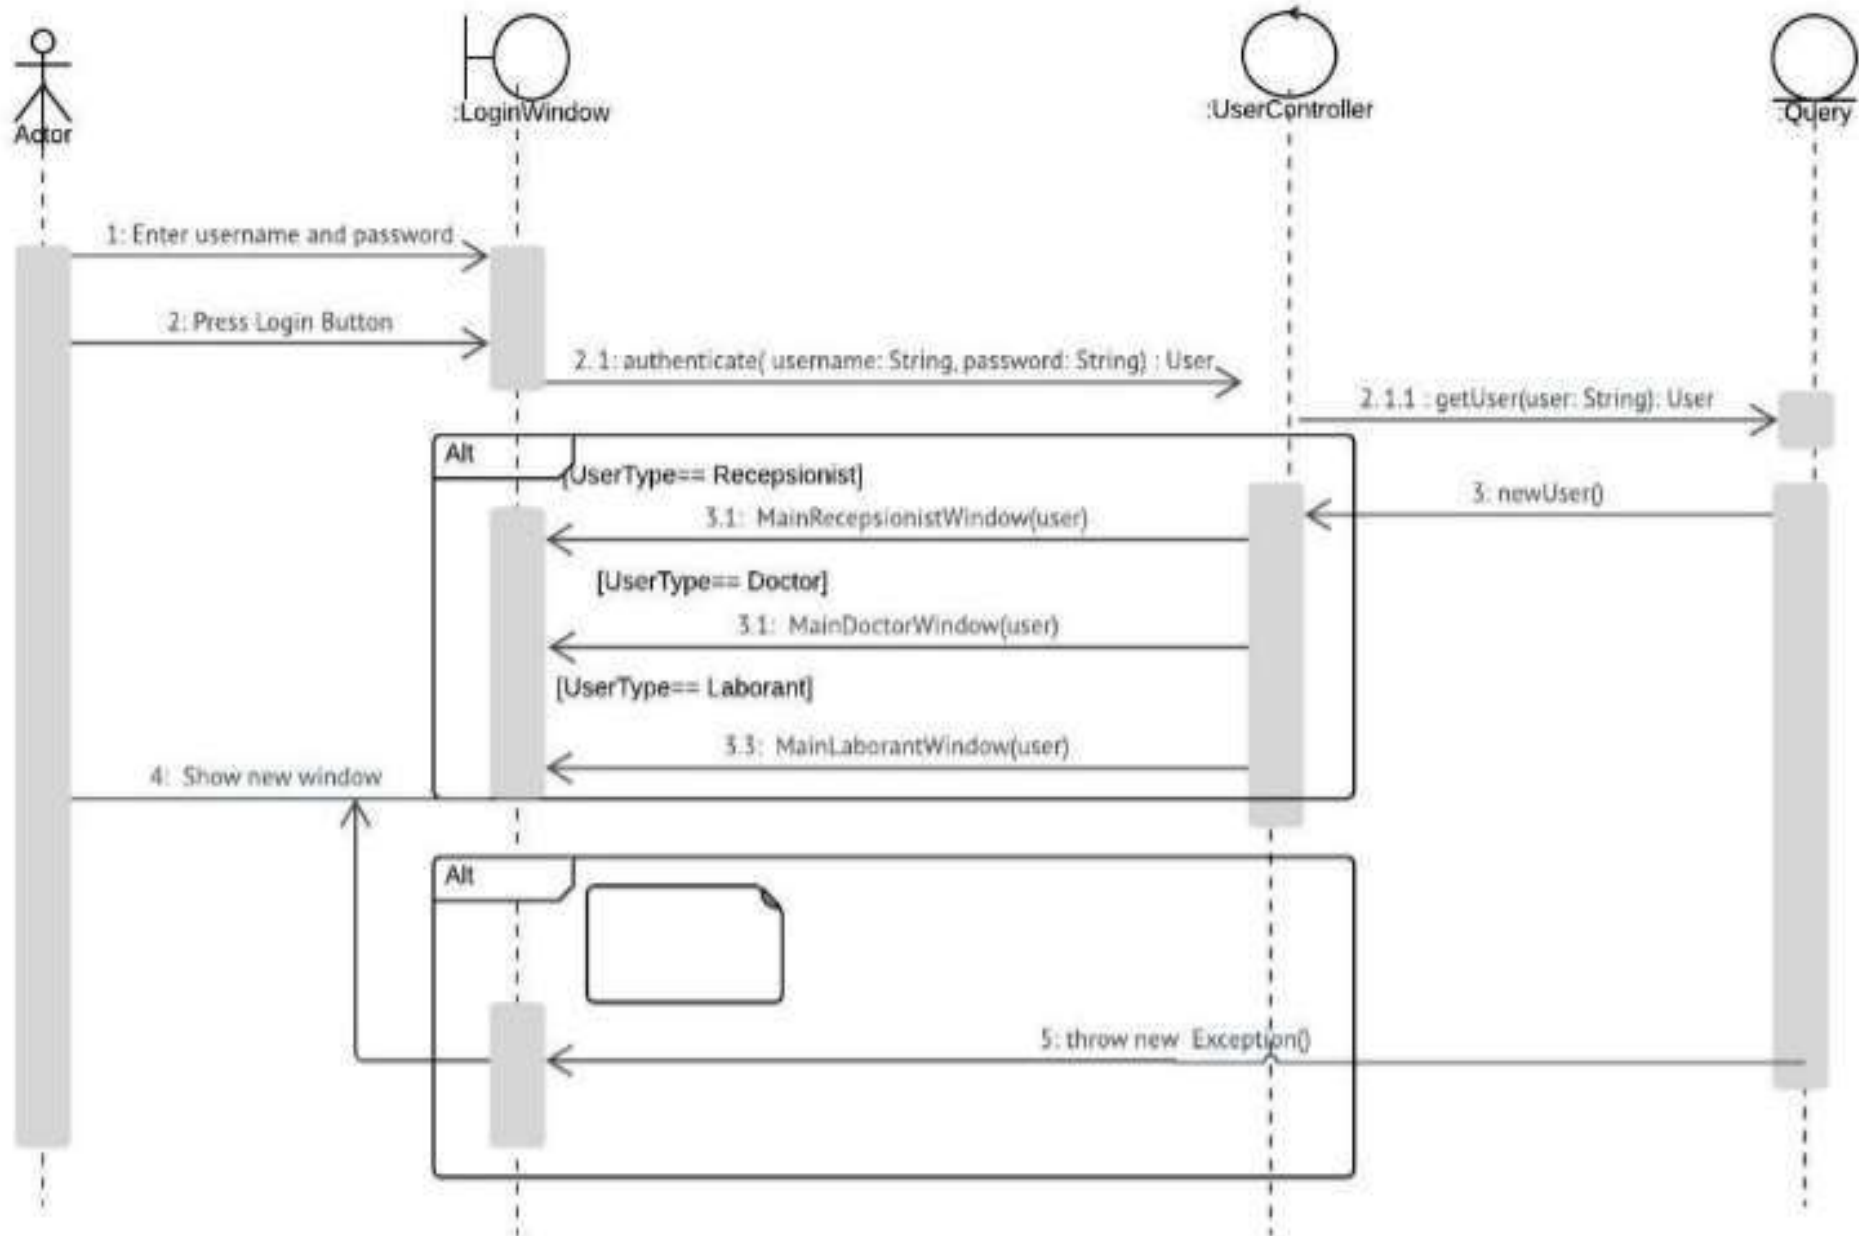 Actor
:LoginWindow
:UserController
:Query
1: Enter username and password
2: Press Login Button
2. 1: authenticate( username: String, password: String) : User
2. 1.1 : getUser(user: String): User
Alt
[UserType== Recepsionist]
3: newUser()
3.1: MainRecepsionistWindow(user)
[UserType== Doctor]
3.1: MainDoctorWindow(user)
[UserType== Laborant]
3.3: MainLaborantWindow(user)
4: Show new window
Alt
5: throw new Exception()